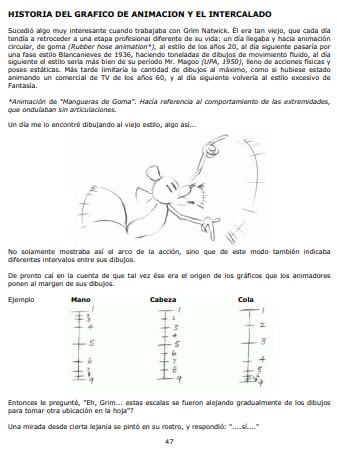 HISTORIA DEL GRAFICO DE ANIMACION Y EL INTERCALADO
Sucedió algo muy interesante cuando trabajaba con Grim Natwick. Él era tan viejo, que cada día
tendía a retroceder a una etapa profesional diferente de su vida: un día llegaba y hacía animación
circular, de goma (Rubber hose animation*), al estilo de los años 20, al día siguiente pasaría por
una fase estilo Blancanieves de 1936, haciendo toneladas de dibujos de movimiento fluido, al día
siguiente el estilo sería más bien de su período Mr. Magoo (UPA, 1950), lleno de acciones físicas y
poses estáticas. Más tarde limitaría la cantidad de dibujos al máximo, como si hubiese estado
animando un comercial de TV de los años 60, y al día siguiente volvería al estilo excesivo de
Fantasía.
*Animación de "Mangueras de Goma". Hacía referencia al comportamiento de las extremidades,
que ondulaban sin articulaciones.
Un día me lo encontré dibujando al viejo estilo, algo así...
No solamente mostraba así el arco de la acción, sino que de este modo también indicaba
diferentes intervalos entre sus dibujos.
De pronto caí en la cuenta de que tal vez ése era el origen de los gráficos que los animadores
ponen al margen de sus dibujos.
Ejemplo Mano Cabeza Cola
1 1 1
2 2 2
3 3 3
4 4 4
5 5 5
6 6 6
7 7 7
8 8 8
9 9 9
Entonces le pregunté, "Eh, Grim... estas escalas se fueron alejando gradualmente de los dibujos
para tomar otra ubicación en la hoja"?
Una mirada desde cierta lejanía se pintó en su rostro, y respondió: "....sí...."
47